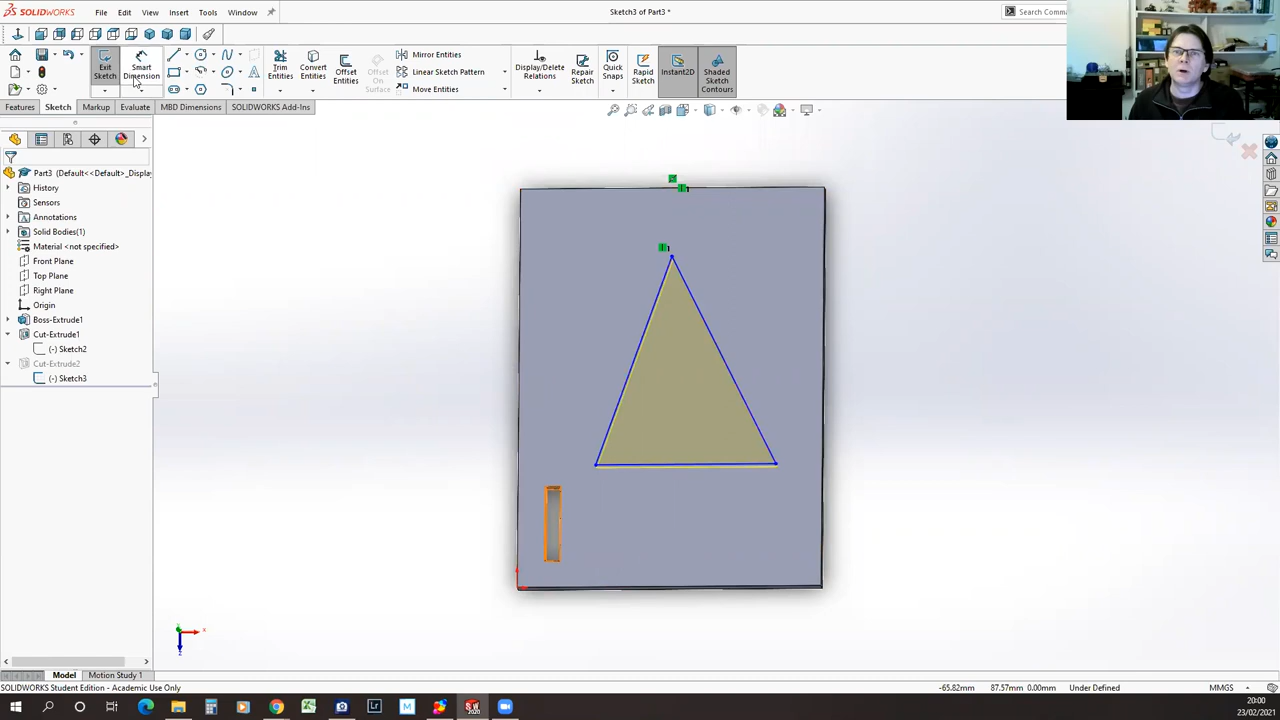 SOLIDWORKS
File
Edit
View
Insert
Tools
Window
Sketch3 of Part3 *
Search Comma
Exit Sketch
Smart Dimension
Trim Entities
Convert Entities
Offset Entities
Offset On Surface
Mirror Entities
Linear Sketch Pattern
Move Entities
Display/Delete Relations
Repair Sketch
Quick Snaps
Rapid Sketch
Instant2D
Shaded Sketch Contours
Features
Sketch
Markup
Evaluate
MBD Dimensions
SOLIDWORKS Add-Ins
Part3 (Default<<Default>_Display
History
Sensors
Annotations
Solid Bodies(1)
Material <not specified>
Front Plane
Top Plane
Right Plane
Origin
Boss-Extrude1
Cut-Extrude1
(-) Sketch2
Cut-Extrude2
(-) Sketch3
Model
Motion Study 1
SOLIDWORKS Student Edition - Academic Use Only
-65.82mm
87.57mm 0.00mm
Under Defined
MMGS
20:00
23/02/2021